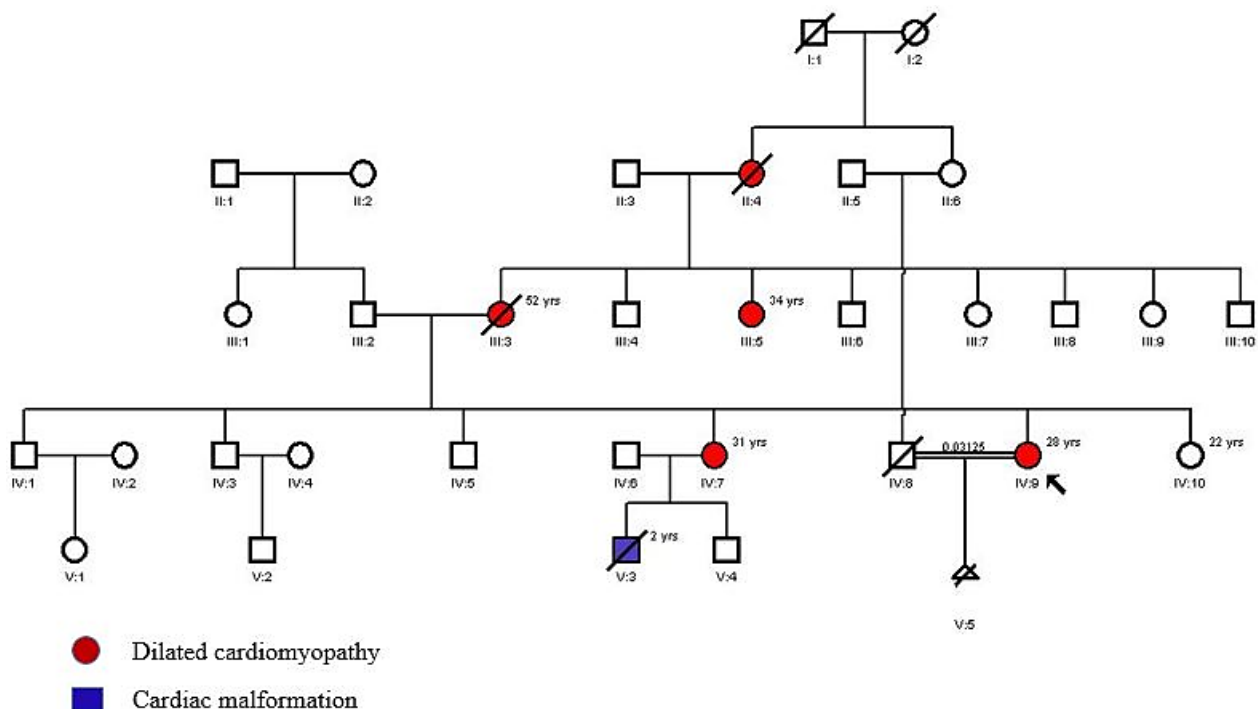 I:1 I:2
II:1 II:2 II:3 II:4 II:5 II:6
52 yrs 34 yrs
III:1 III:2 III:3 III:4 III:5 III:6 III:7 III:8 III:9 III:10
31 yrs 0.03125 28 yrs 22 yrs
IV:1 IV:2 IV:3 IV:4 IV:5 IV:6 IV:7 IV:8 IV:9 IV:10
2 yrs
V:1 V:2 V:3 V:4
V:5
Dilated cardiomyopathy
Cardiac malformation